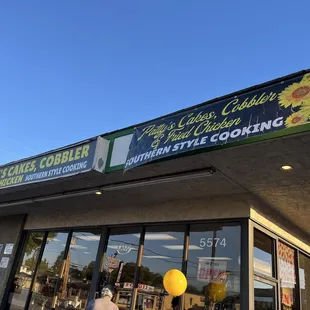 S CAKES, COBBLER
CHICKEN SOUTHERN STYLE COOKING
Patty's Cakes, Cobbler
& Fried Chicken
SOUTHERN STYLE COOKING
5574